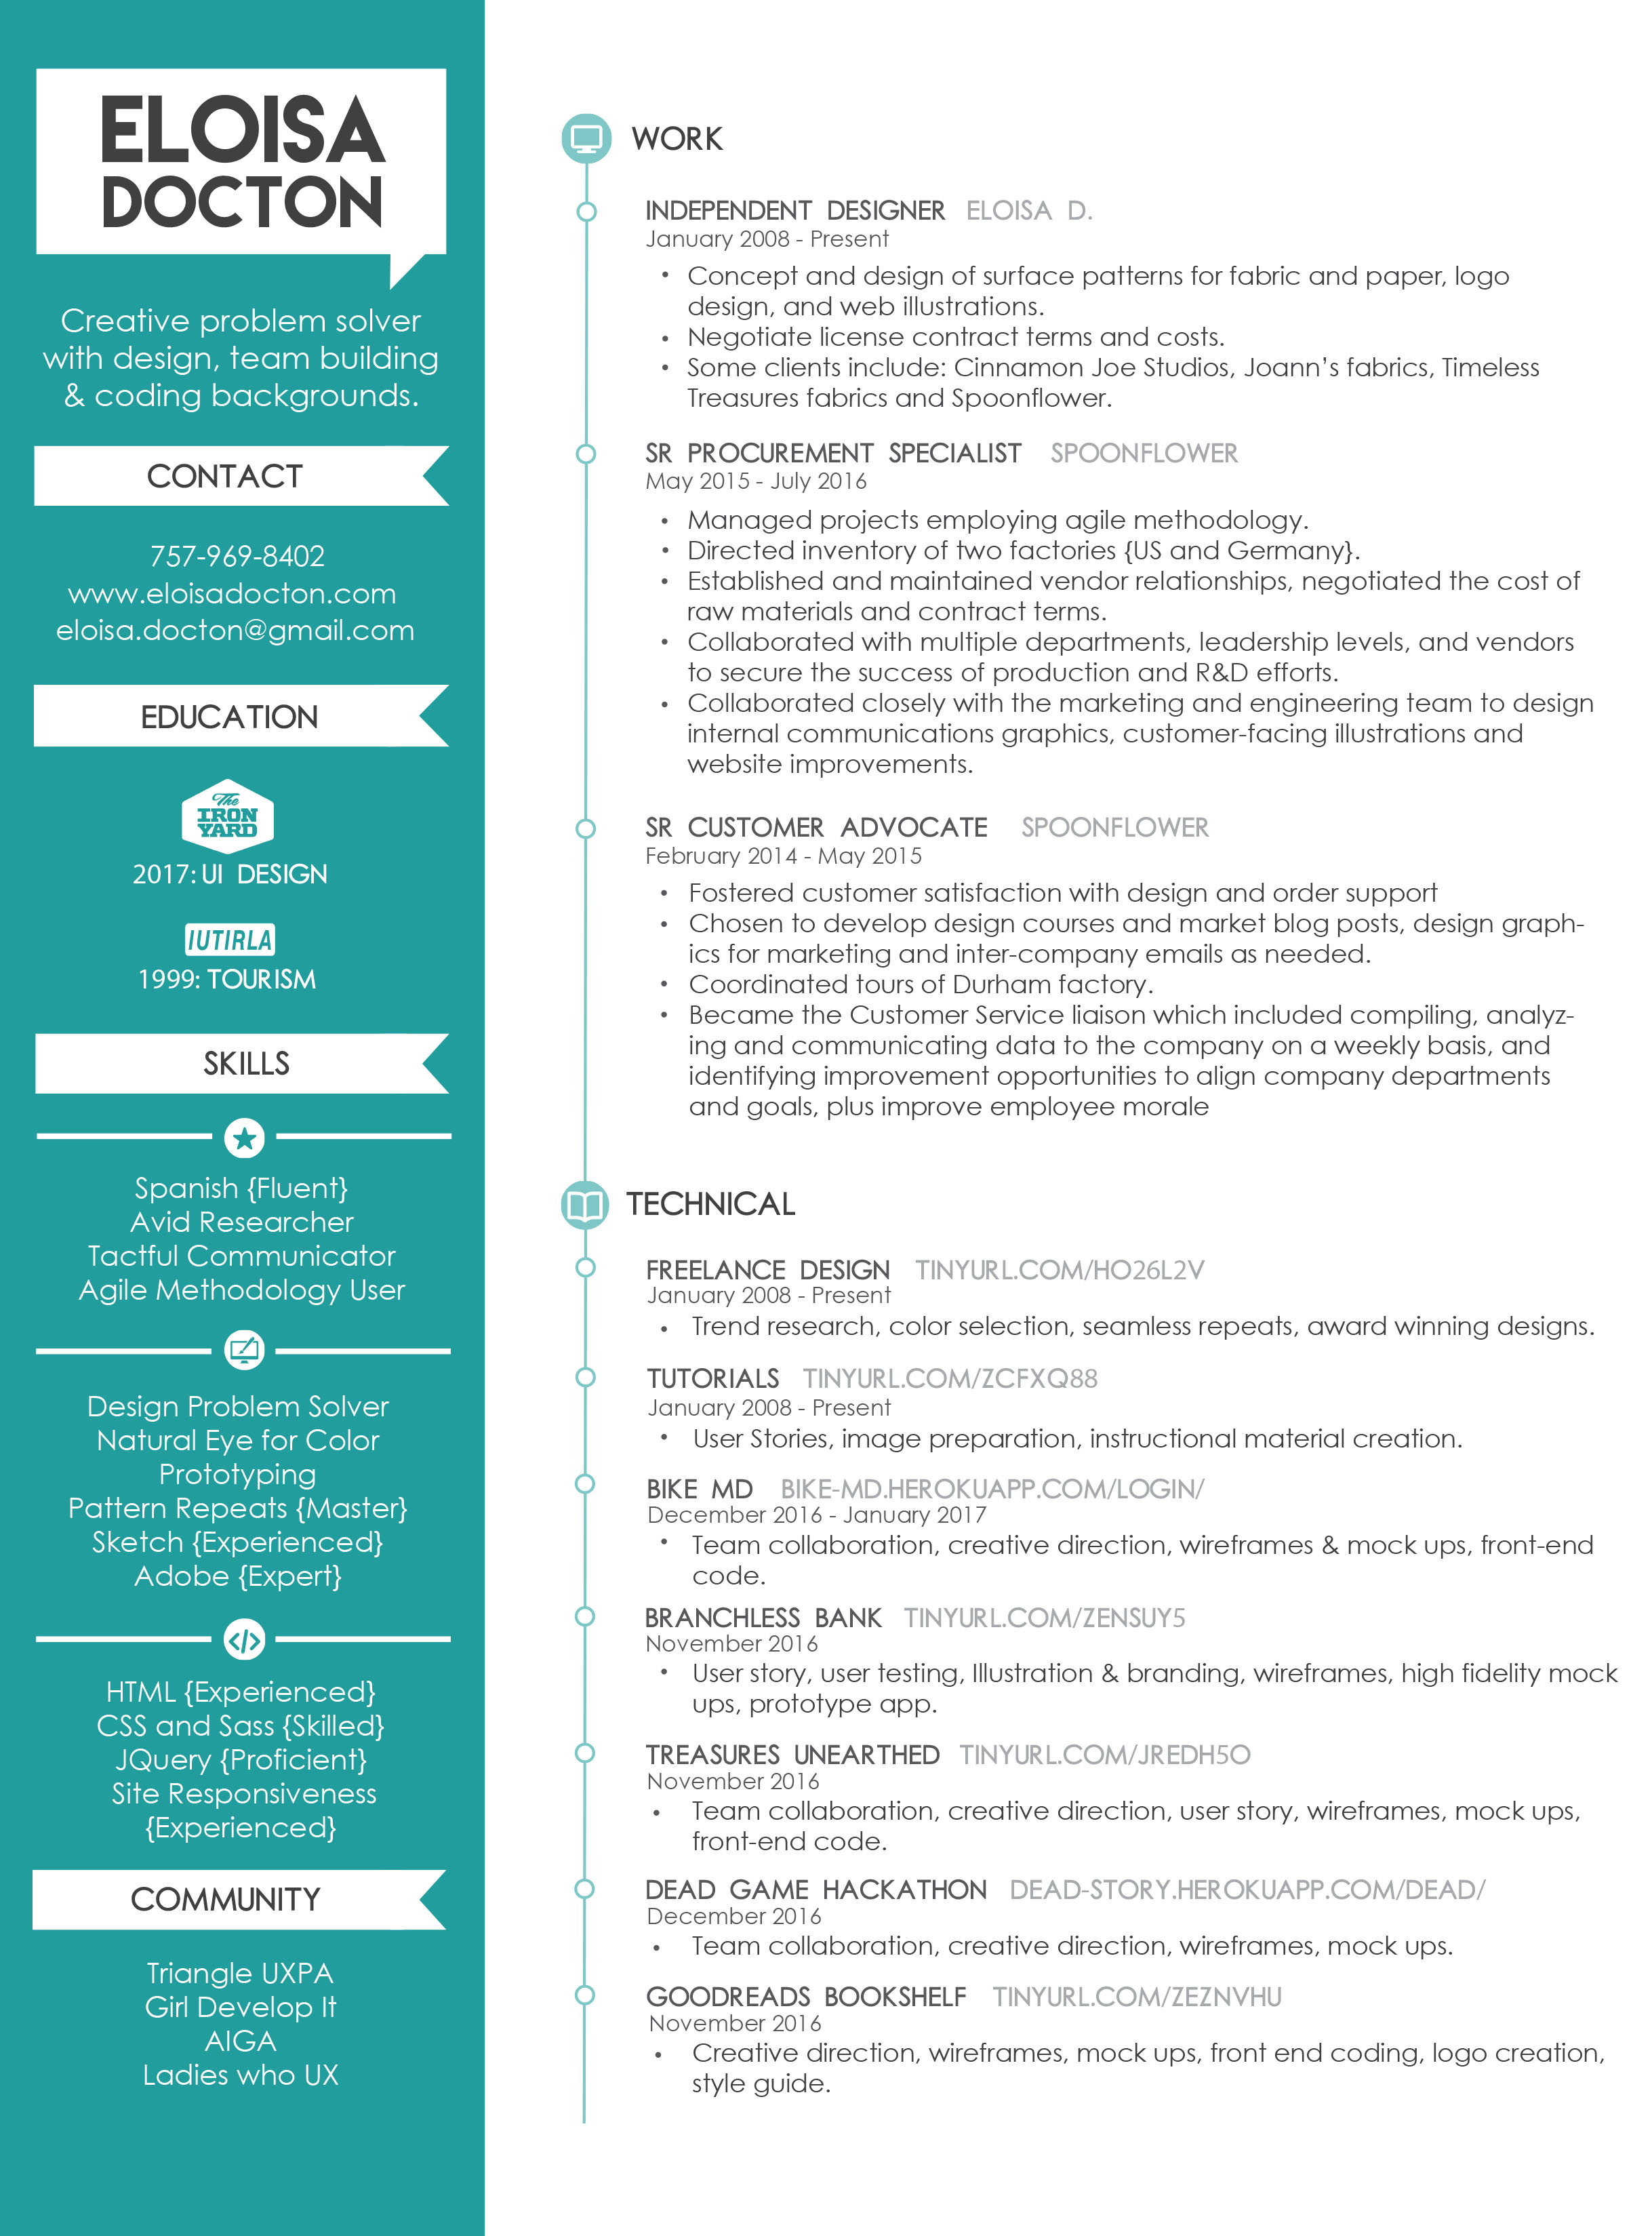 ELOISA
DOCTON
Creative problem solver
with design, team building
& coding backgrounds.
CONTACT
757-969-8402
www.eloisadocton.com
eloisa.docton@gmail.com
EDUCATION
The
IRON
YARD
2017: UI DESIGN
IUTIRLA
1999: TOURISM
SKILLS
Spanish {Fluent}
Avid Researcher
Tactful Communicator
Agile Methodology User
Design Problem Solver
Natural Eye for Color
Prototyping
Pattern Repeats {Master}
Sketch {Experienced}
Adobe {Expert}
</>
HTML {Experienced}
CSS and Sass {Skilled}
JQuery {Proficient}
Site Responsiveness
{Experienced}
COMMUNITY
Triangle UXPA
Girl Develop It
AIGA
Ladies who UX
WORK
INDEPENDENT DESIGNER ELOISA D.
January 2008 - Present
• Concept and design of surface patterns for fabric and paper, logo
design, and web illustrations.
• Negotiate license contract terms and costs.
• Some clients include: Cinnamon Joe Studios, Joann’s fabrics, Timeless
Treasures fabrics and Spoonflower.
SR PROCUREMENT SPECIALIST SPOONFLOWER
May 2015 - July 2016
• Managed projects employing agile methodology.
• Directed inventory of two factories {US and Germany}.
• Established and maintained vendor relationships, negotiated the cost of
raw materials and contract terms.
• Collaborated with multiple departments, leadership levels, and vendors
to secure the success of production and R&D efforts.
• Collaborated closely with the marketing and engineering team to design
internal communications graphics, customer-facing illustrations and
website improvements.
SR CUSTOMER ADVOCATE SPOONFLOWER
February 2014 - May 2015
• Fostered customer satisfaction with design and order support
• Chosen to develop design courses and market blog posts, design graph-
ics for marketing and inter-company emails as needed.
• Coordinated tours of Durham factory.
• Became the Customer Service liaison which included compiling, analyz-
ing and communicating data to the company on a weekly basis, and
identifying improvement opportunities to align company departments
and goals, plus improve employee morale
TECHNICAL
FREELANCE DESIGN TINYURL.COM/HO26L2V
January 2008 - Present
• Trend research, color selection, seamless repeats, award winning designs.
TUTORIALS TINYURL.COM/ZCFXQ88
January 2008 - Present
• User Stories, image preparation, instructional material creation.
BIKE MD BIKE-MD.HEROKUAPP.COM/LOGIN/
December 2016 - January 2017
• Team collaboration, creative direction, wireframes & mock ups, front-end
code.
BRANCHLESS BANK TINYURL.COM/ZENSUY5
November 2016
• User story, user testing, Illustration & branding, wireframes, high fidelity mock
ups, prototype app.
TREASURES UNEARTHED TINYURL.COM/JREDH5O
November 2016
• Team collaboration, creative direction, user story, wireframes, mock ups,
front-end code.
DEAD GAME HACKATHON DEAD-STORY.HEROKUAPP.COM/DEAD/
December 2016
• Team collaboration, creative direction, wireframes, mock ups.
GOODREADS BOOKSHELF TINYURL.COM/ZEZNVHU
November 2016
• Creative direction, wireframes, mock ups, front end coding, logo creation,
style guide.